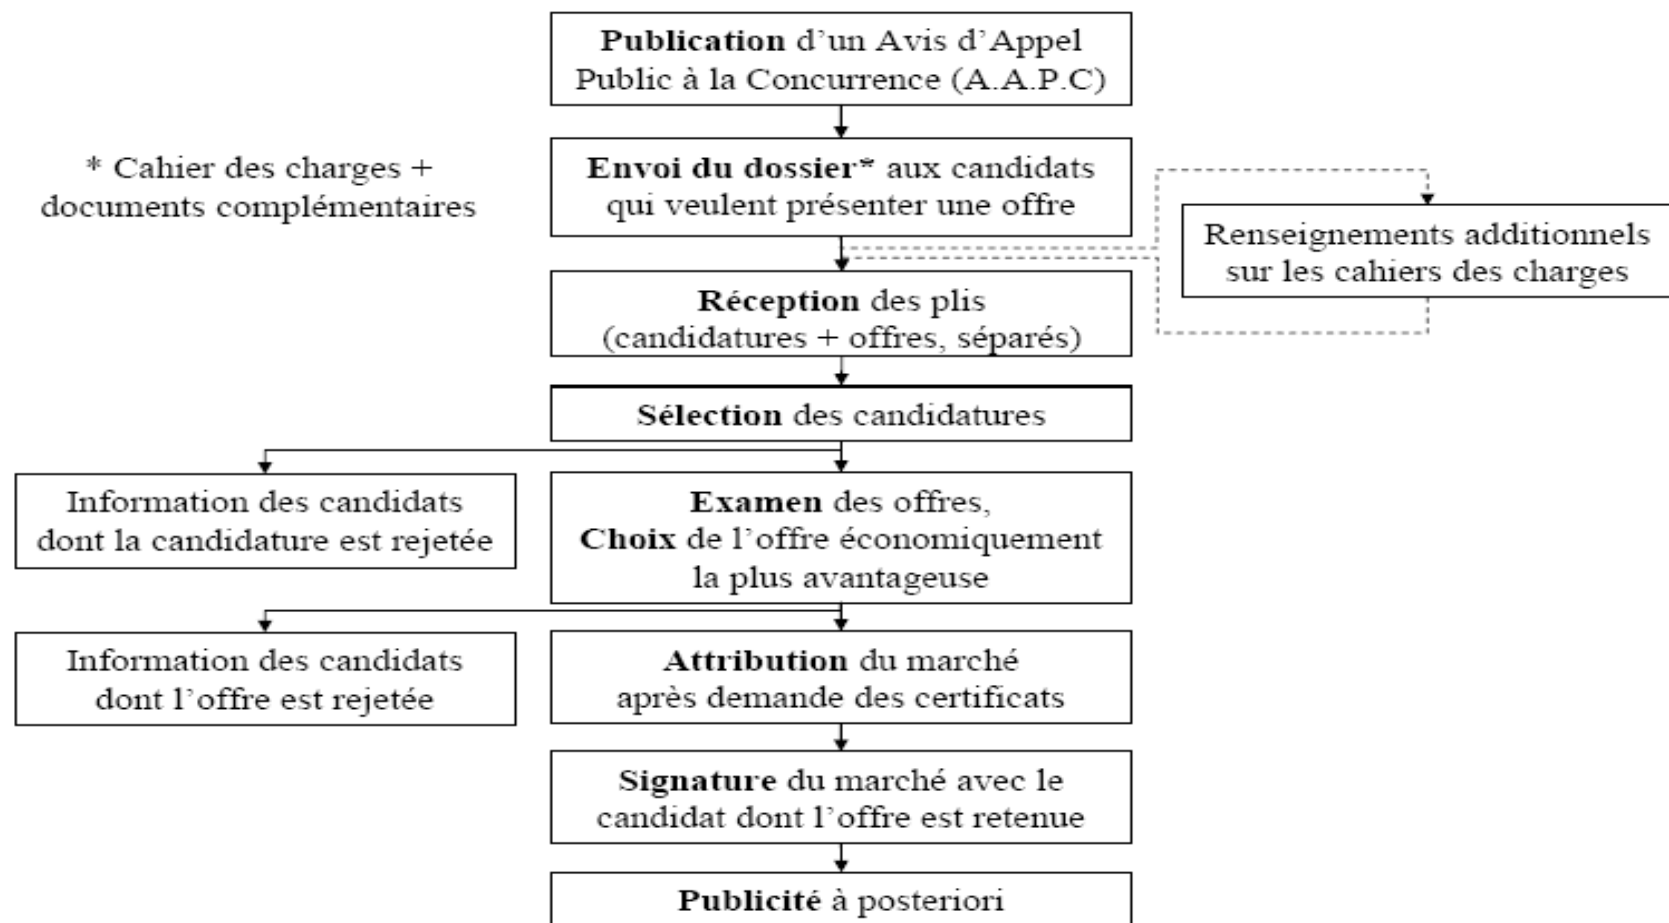 Publication d'un Avis d'Appel
Public à la Concurrence (A.A.P.C)
* Cahier des charges +
documents complémentaires
Envoi du dossier* aux candidats
qui veulent présenter une offre
Renseignements additionnels
sur les cahiers des charges
Réception des plis
(candidatures + offres, séparés)
Sélection des candidatures
Information des candidats
dont la candidature est rejetée
Examen des offres,
Choix de l'offre économiquement
la plus avantageuse
Information des candidats
dont l'offre est rejetée
Attribution du marché
après demande des certificats
Signature du marché avec le
candidat dont l'offre est retenue
Publicité à posteriori